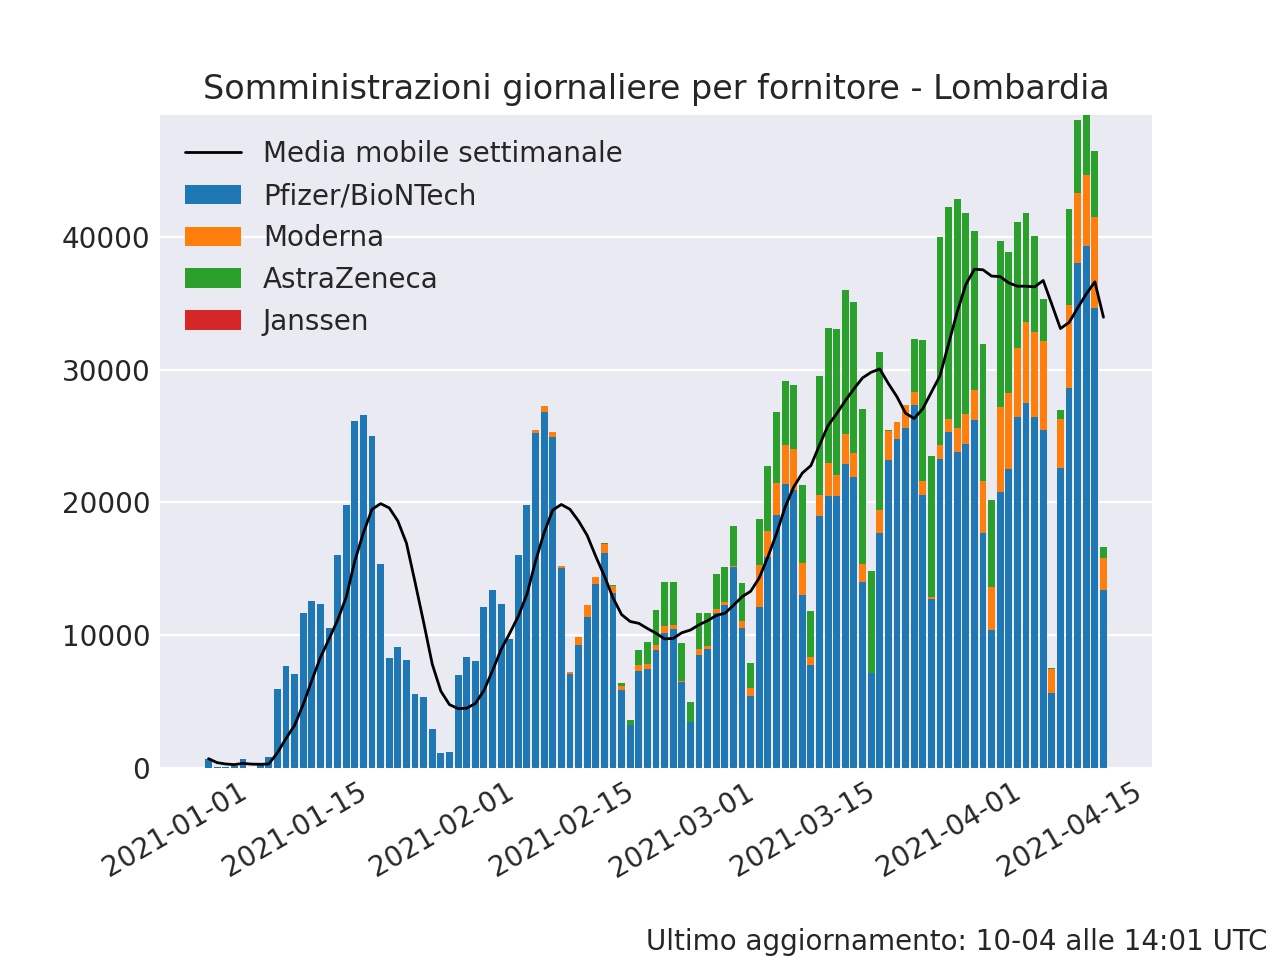 Somministrazioni giornaliere per fornitore - Lombardia
Media mobile settimanale
Pfizer/BioNTech
Moderna
AstraZeneca
Janssen
40000
30000
20000
10000
0
2021-01-01
2021-01-15
2021-02-01
2021-02-15
2021-03-01
2021-03-15
2021-04-01
2021-04-15
Ultimo aggiornamento: 10-04 alle 14:01 UTC